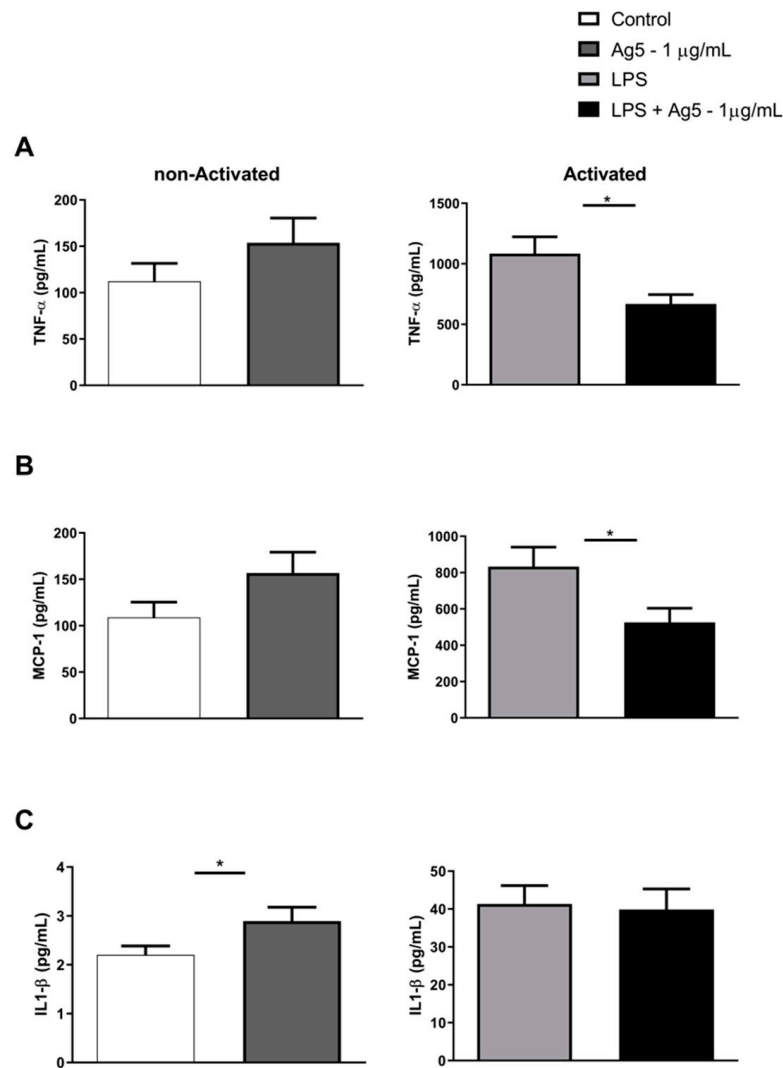 Control
Ag5 - 1 μg/mL
LPS
LPS + Ag5 - 1μg/mL
A
non-Activated
Activated
TNF-α (pg/mL)
200
150
100
50
0
TNF-α (pg/mL)
1500
1000
500
0
*
B
MCP-1 (pg/mL)
200
150
100
50
0
MCP-1 (pg/mL)
1000
800
600
400
200
0
*
C
IL1-β (pg/mL)
4
3
2
1
0
*
IL1-β (pg/mL)
50
40
30
20
10
0